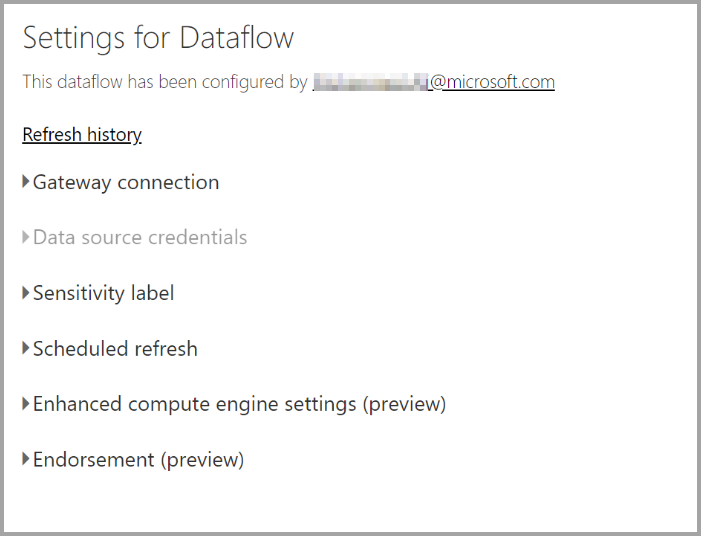 Settings for Dataflow
This dataflow has been configured by @microsoft.com
Refresh history
Gateway connection
Data source credentials
Sensitivity label
Scheduled refresh
Enhanced compute engine settings (preview)
Endorsement (preview)